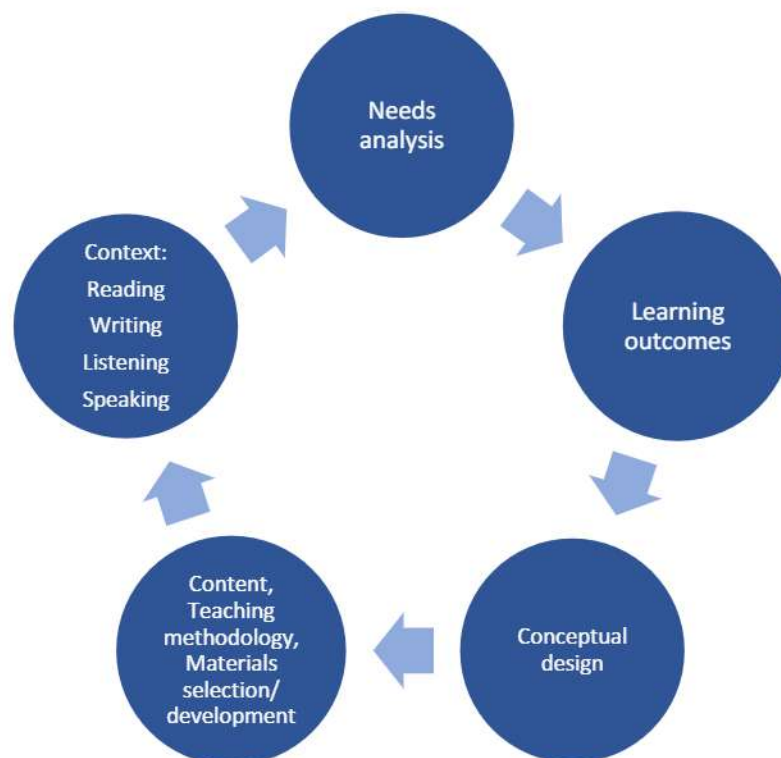 Needs
analysis
Learning
outcomes
Conceptual
design
Content,
Teaching
methodology,
Materials
selection/
development
Context:
Reading
Writing
Listening
Speaking